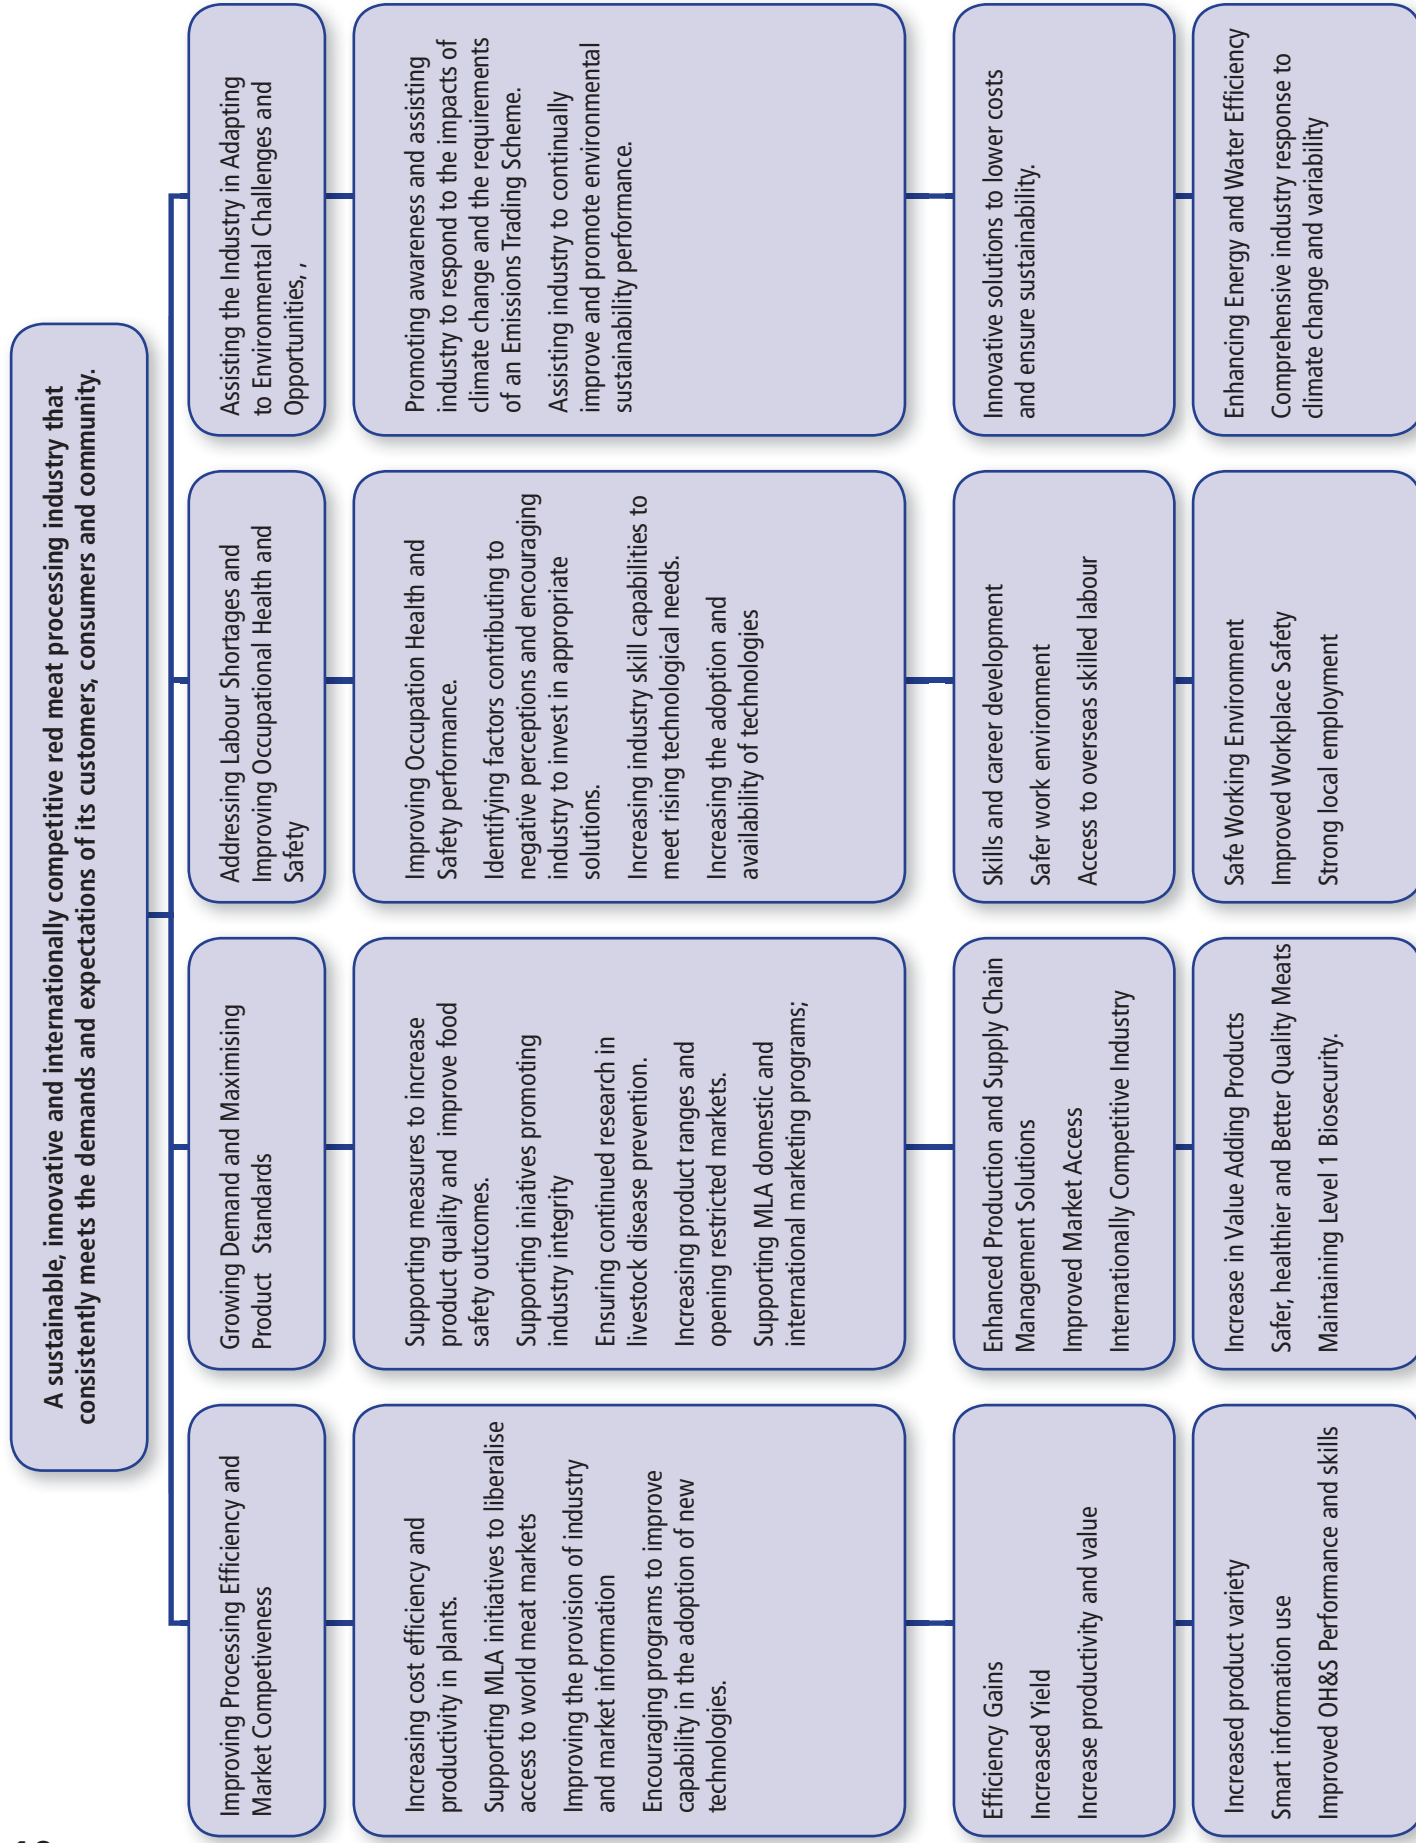 A sustainable, innovative and internationally competitive red meat processing industry that
consistently meets the demands and expectations of its customers, consumers and community.
Improving Processing Efficiency and
Market Competiveness
Increasing cost efficiency and
productivity in plants.
Supporting MLA initiatives to liberalise
access to world meat markets
Improving the provision of industry
and market information
Encouraging programs to improve
capability in the adoption of new
technologies.
Efficiency Gains
Increased Yield
Increase productivity and value
Increased product variety
Smart information use
Improved OH&S Performance and skills
Growing Demand and Maximising
Product Standards
Supporting measures to increase
product quality and improve food
safety outcomes.
Supporting iniatives promoting
industry integrity
Ensuring continued research in
livestock disease prevention.
Increasing product ranges and
opening restricted markets.
Supporting MLA domestic and
international marketing programs;
Enhanced Production and Supply Chain
Management Solutions
Improved Market Access
Internationally Competitive Industry
Increase in Value Adding Products
Safer, healthier and Better Quality Meats
Maintaining Level 1 Biosecurity.
Addressing Labour Shortages and
Improving Occupational Health and
Safety
Improving Occupation Health and
Safety performance.
Identifying factors contributing to
negative perceptions and encouraging
industry to invest in appropriate
solutions.
Increasing industry skill capabilities to
meet rising technological needs.
Increasing the adoption and
availability of technologies
Skills and career development
Safer work environment
Access to overseas skilled labour
Safe Working Environment
Improved Workplace Safety
Strong local employment
Assisting the Industry in Adapting
to Environmental Challenges and
Opportunities, ,
Promoting awareness and assisting
industry to respond to the impacts of
climate change and the requirements
of an Emissions Trading Scheme.
Assisting industry to continually
improve and promote environmental
sustainability performance.
Innovative solutions to lower costs
and ensure sustainability.
Enhancing Energy and Water Efficiency
Comprehensive industry response to
climate change and variability